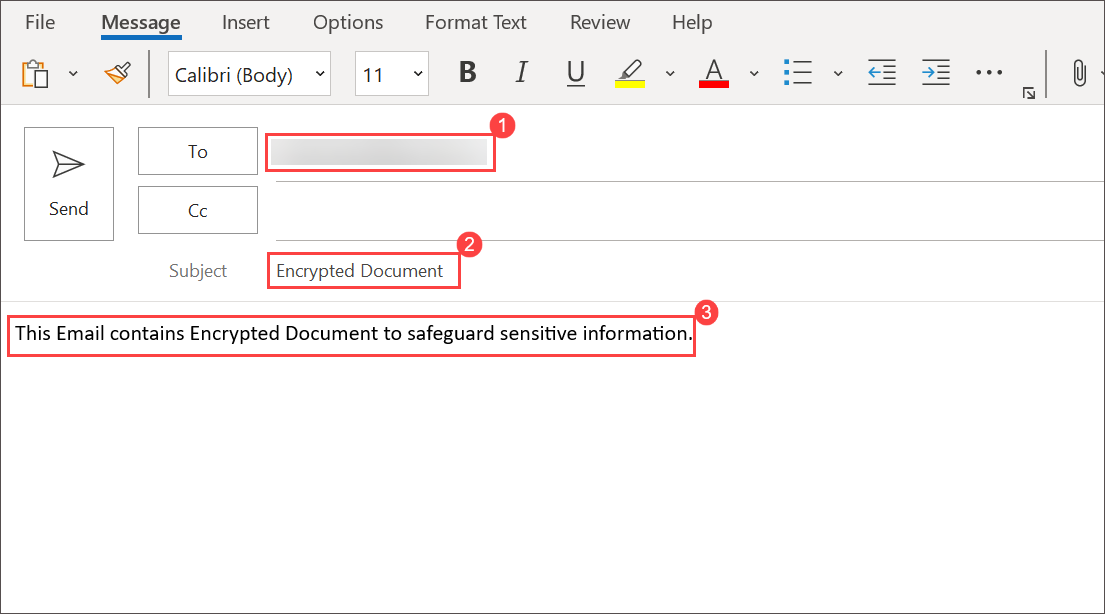 File Message Insert Options Format Text Review Help
Calibri (Body) 11 B I U A
1
To
Send
Cc
2
Subject Encrypted Document
3
This Email contains Encrypted Document to safeguard sensitive information.